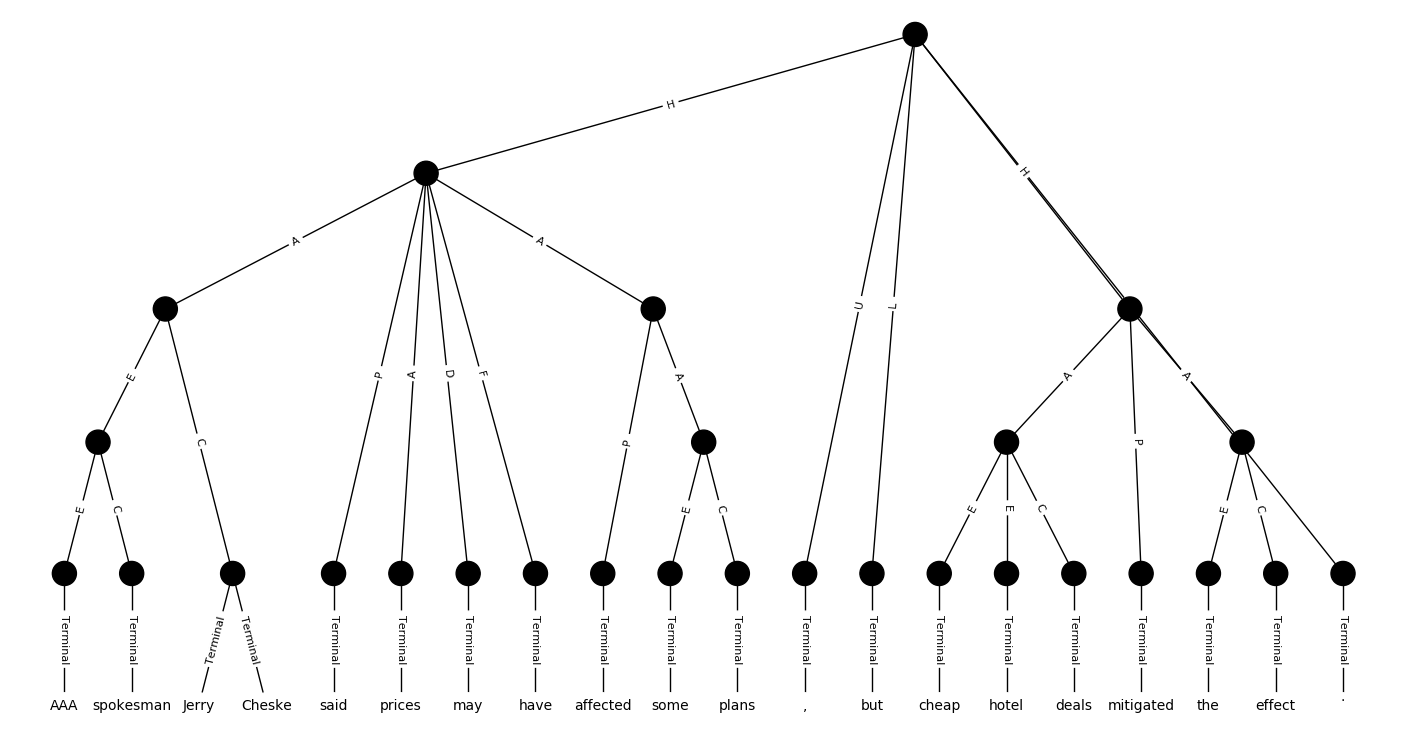 H
A A
U L H
E C P A D F P A A A
E C E C E E C P E C
Terminal Terminal Terminal Terminal Terminal Terminal Terminal Terminal Terminal Terminal Terminal Terminal Terminal Terminal Terminal Terminal Terminal Terminal Terminal Terminal
AAA spokesman Jerry Cheske said prices may have affected some plans , but cheap hotel deals mitigated the effect .